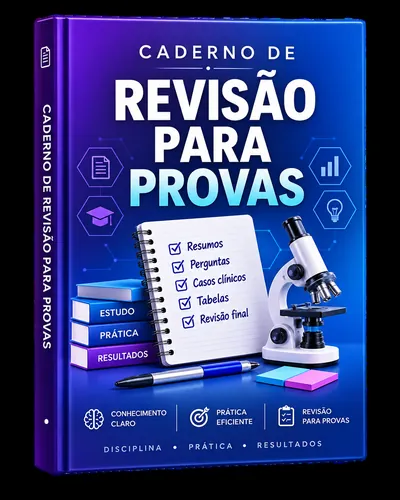 CADERNO DE REVISÃO PARA PROVAS
CADERNO DE
REVISÃO
PARA
PROVAS
Resumos
Perguntas
Casos clínicos
Tabelas
Revisão final
ESTUDO
PRÁTICA
RESULTADOS
CONHECIMENTO
CLARO
PRÁTICA
EFICIENTE
REVISÃO
PARA PROVAS
DISCIPLINA • PRÁTICA • RESULTADOS